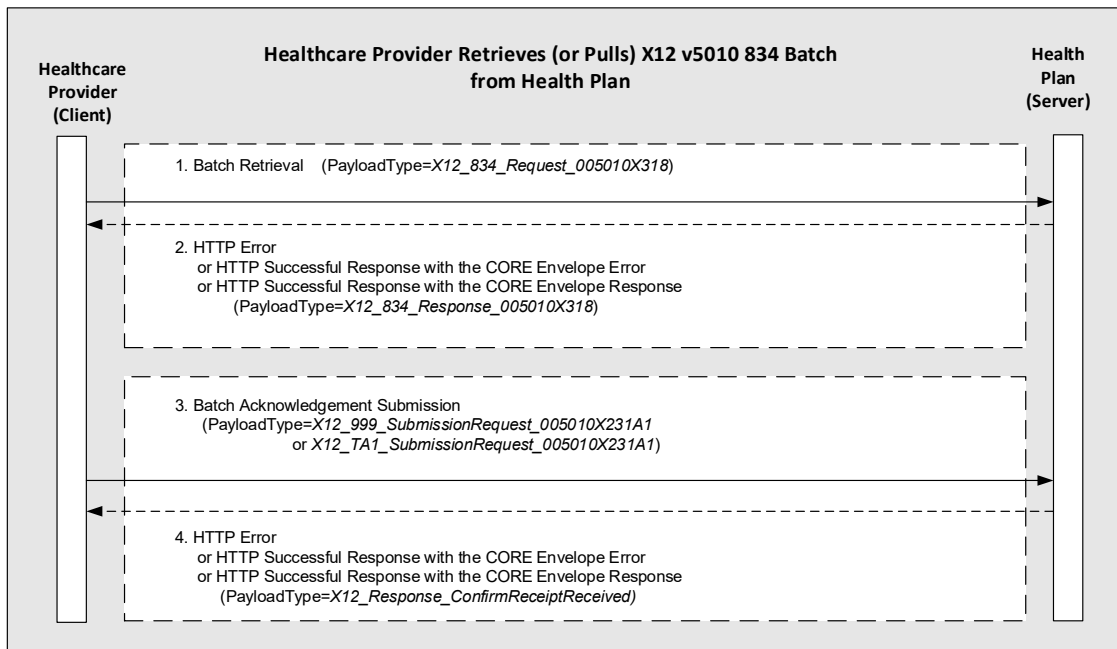 Healthcare Provider Retrieves (or Pulls) X12 v5010 834 Batch
from Health Plan
Healthcare
Provider
(Client)
Health
Plan
(Server)
1. Batch Retrieval (PayloadType=X12_834_Request_005010X318)
2. HTTP Error
or HTTP Successful Response with the CORE Envelope Error
or HTTP Successful Response with the CORE Envelope Response
(PayloadType=X12_834_Response_005010X318)
3. Batch Acknowledgement Submission
(PayloadType=X12_999_SubmissionRequest_005010X231A1
or X12_TA1_SubmissionRequest_005010X231A1)
4. HTTP Error
or HTTP Successful Response with the CORE Envelope Error
or HTTP Successful Response with the CORE Envelope Response
(PayloadType=X12_Response_ConfirmReceiptReceived)